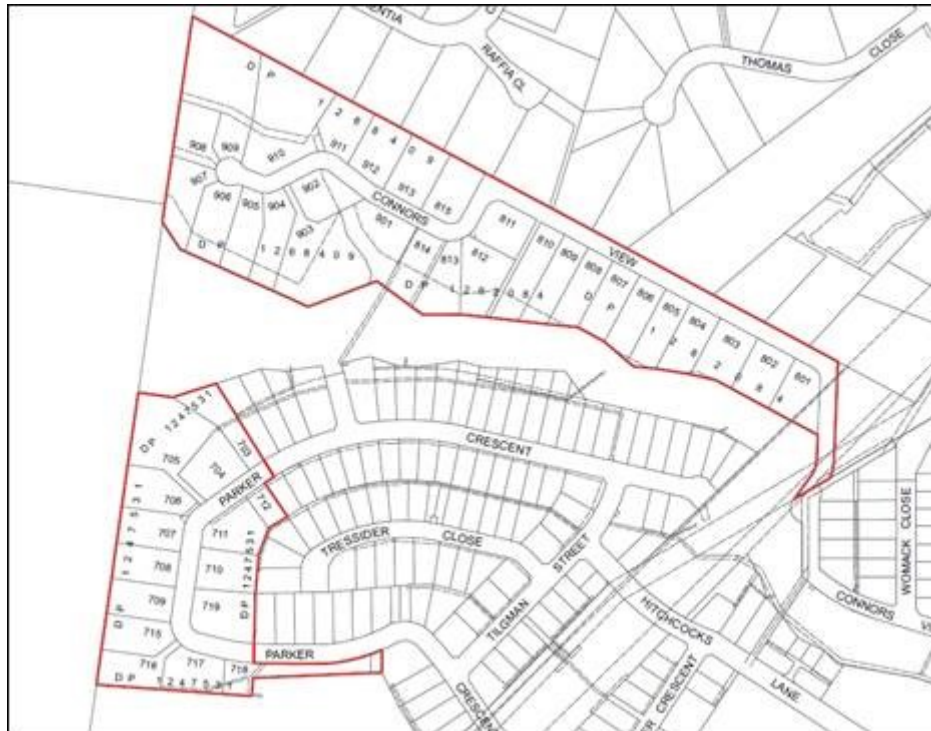 RAFFIA CL
THOMAS
CLOSE
D P
1 2 6 8 4 0 9
908
909
910
911
912
913
815
907
906
905
904
902
903
901
CONNORS
VIEW
D P 1 2 6 8 4 0 9
814
813
812
811
810
809
808
807
806
805
804
803
802
801
D P 1 2 8 2 0 8 4
D P
1 2 8 2 0 8 4
D P 1 2 4 7 5 3 1
703
704
705
706
707
708
709
715
716
717
718
712
711
710
719
D P 1 2 4 7 5 3 1
D P 1 2 4 7 5 3 1
D P 1 2 4 7 5 3 1
PARKER
CRESCENT
TRESSIDER
CLOSE
TILGMAN
STREET
PARKER
CRESCENT
HITCHCOCKS
LANE
CRESCENT
WOMACK CLOSE
CONNORS